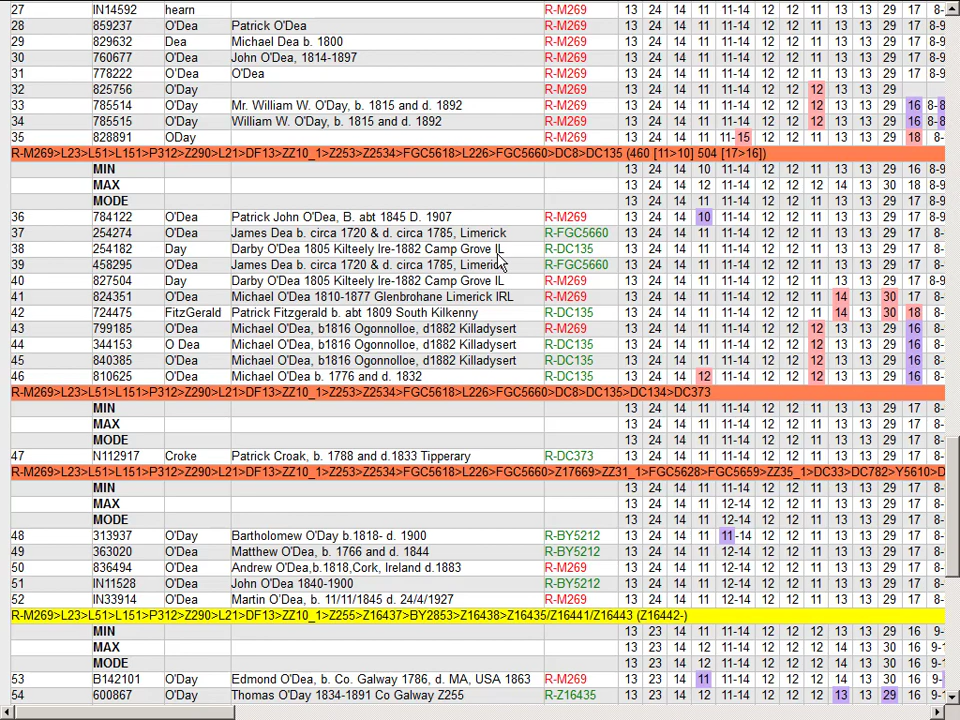 27 IN14592 hearn R-M269 13 24 14 11 11-14 12 12 11 13 13 29 17 8-9
28 859237 O'Dea Patrick O'Dea R-M269 13 24 14 11 11-14 12 12 11 13 13 29 17 8-9
29 829632 Dea Michael Dea b. 1800 R-M269 13 24 14 11 11-14 12 12 11 13 13 29 17 8-9
30 760677 O'Dea John O'Dea, 1814-1897 R-M269 13 24 14 11 11-14 12 12 11 13 13 29 17 8-9
31 778222 O'Dea O'Dea R-M269 13 24 14 11 11-14 12 12 11 13 13 29 17 8-9
32 825756 O'Day R-M269 13 24 14 11 11-14 12 12 12 13 13 29
33 785514 O'Day Mr. William W. O'Day, b. 1815 and d. 1892 R-M269 13 24 14 11 11-14 12 12 12 13 13 29 16 8-8
34 785515 O'Day William W. O'Day, b. 1815 and d. 1892 R-M269 13 24 14 11 11-14 12 12 12 13 13 29 16 8-8
35 828891 ODay R-M269 13 24 14 11 11-15 12 12 11 13 13 29 18 8-
R-M269>L23>L51>L151>P312>Z290>L21>DF13>ZZ10_1>Z253>Z2534>FGC5618>L226>FGC5660>DC8>DC135 (460 [11>10] 504 [17>16])
MIN 13 24 14 10 11-14 12 12 11 13 13 29 16 8-9
MAX 13 24 14 12 11-14 12 12 12 14 13 30 18 8-9
MODE 13 24 14 11 11-14 12 12 11 13 13 29 17 8-9
36 784122 O'Dea Patrick John O'Dea, B. abt 1845 D. 1907 R-M269 13 24 14 10 11-14 12 12 11 13 13 29 17 8-9
37 254274 O'Dea James Dea b. circa 1720 & d. circa 1785, Limerick R-FGC5660 13 24 14 11 11-14 12 12 11 13 13 29 17 8-9
38 254182 Day Darby O'Dea 1805 Kilteely Ire-1882 Camp Grove IL R-DC135 13 24 14 11 11-14 12 12 11 13 13 29 17 8-9
39 458295 O'Dea James Dea b. circa 1720 & d. circa 1785, Limerick R-FGC5660 13 24 14 11 11-14 12 12 11 13 13 29 17 8-9
40 827504 Day Darby O'Dea 1805 Kilteely Ire-1882 Camp Grove IL R-M269 13 24 14 11 11-14 12 12 11 13 13 29 17 8-9
41 824351 O'Dea Michael O'Dea 1810-1877 Glenbrohane Limerick IRL R-M269 13 24 14 11 11-14 12 12 11 14 13 30 17 8-
42 724475 FitzGerald Patrick Fitzgerald b. abt 1809 South Kilkenny R-M269 13 24 14 11 11-14 12 12 11 14 13 30 18 8-
43 799185 O'Dea Michael O'Dea, b1816 Ogonnolloe, d1882 Killadysert R-M269 13 24 14 11 11-14 12 12 12 13 13 29 16 8-
44 344153 O Dea Michael O'Dea, b1816 Ogonnolloe, d1882 Killadysert R-DC135 13 24 14 11 11-14 12 12 12 13 13 29 16 8-
45 840385 O'Dea Michael O'Dea, b1816 Ogonnolloe, d1882 Killadysert R-DC135 13 24 14 11 11-14 12 12 12 13 13 29 16 8-
46 810625 O'Dea Michael O'Dea, b. 1776 and d. 1832 R-DC135 13 24 14 12 11-14 12 12 12 13 13 29 16 8-
R-M269>L23>L51>L151>P312>Z290>L21>DF13>ZZ10_1>Z253>Z2534>FGC5618>L226>FGC5660>DC8>DC135>DC134>DC373
MIN 13 24 14 11 11-14 12 12 11 13 13 29 17 8-
MAX 13 24 14 11 11-14 12 12 11 13 13 29 17 8-
MODE 13 24 14 11 11-14 12 12 11 13 13 29 17 8-
47 N112917 Croke Patrick Croak, b. 1788 and d.1833 Tipperary R-DC373 13 24 14 11 11-14 12 12 11 13 13 29 17 8-
R-M269>L23>L51>L151>P312>Z290>L21>DF13>ZZ10_1>Z253>Z2534>FGC5618>L226>FGC5660>Z17669>ZZ31_1>FGC5628>FGC5659>ZZ35_1>DC33>DC782>Y5610>D
MIN 13 24 14 11 11-14 12 12 11 13 13 29 17 8-
MAX 13 24 14 11 12-14 12 12 11 13 13 29 17 8-
MODE 13 24 14 11 12-14 12 12 11 13 13 29 17 8-
48 313937 O'Day Bartholomew O'Day b.1818- d. 1900 R-BY5212 13 24 14 11 11-14 12 12 11 13 13 29 17 8-
49 363020 O'Dea Matthew O'Dea, b. 1766 and d. 1844 R-BY5212 13 24 14 11 12-14 12 12 11 13 13 29 17 8-
50 836494 O'Dea Andrew O'Dea,b.1818,Cork, Ireland d.1883 R-M269 13 24 14 11 12-14 12 12 11 13 13 29 17 8-
51 IN11528 O'Dea John O'Dea 1840-1900 R-BY5212 13 24 14 11 12-14 12 12 11 13 13 29 17 8-
52 IN33914 O'Dea Martin O'Dea, b. 11/11/1845 d. 24/4/1927 R-M269 13 24 14 11 12-14 12 12 11 13 13 29 17 8-
R-M269>L23>L51>L151>P312>Z290>L21>DF13>ZZ10_1>Z255>Z16437>BY2853>Z16438>Z16435/Z16441/Z16443 (Z16442-)
MIN 13 23 14 11 11-14 12 12 12 13 13 29 16 9-
MAX 13 23 14 12 11-14 12 12 12 14 13 30 16 9-
MODE 13 23 14 12 11-14 12 12 12 14 13 30 16 9-
53 B142101 O'Day Edmond O'Dea, b. Co. Galway 1786, d. MA, USA 1863 R-M269 13 23 14 11 11-14 12 12 12 14 13 30 16 9-
54 600867 O'Day Thomas O'Day 1834-1891 Co Galway Z255 R-Z16435 13 23 14 12 11-14 12 12 12 13 13 29 16 9-